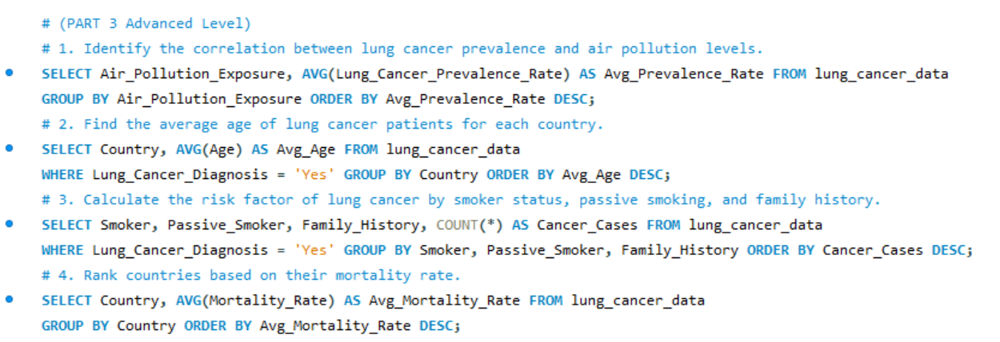 # (PART 3 Advanced Level)
# 1. Identify the correlation between lung cancer prevalence and air pollution levels.
SELECT Air_Pollution_Exposure, AVG(Lung_Cancer_Prevalence_Rate) AS Avg_Prevalence_Rate FROM lung_cancer_data
GROUP BY Air_Pollution_Exposure ORDER BY Avg_Prevalence_Rate DESC;
# 2. Find the average age of lung cancer patients for each country.
SELECT Country, AVG(Age) AS Avg_Age FROM lung_cancer_data
WHERE Lung_Cancer_Diagnosis = 'Yes' GROUP BY Country ORDER BY Avg_Age DESC;
# 3. Calculate the risk factor of lung cancer by smoker status, passive smoking, and family history.
SELECT Smoker, Passive_Smoker, Family_History, COUNT(*) AS Cancer_Cases FROM lung_cancer_data
WHERE Lung_Cancer_Diagnosis = 'Yes' GROUP BY Smoker, Passive_Smoker, Family_History ORDER BY Cancer_Cases DESC;
# 4. Rank countries based on their mortality rate.
SELECT Country, AVG(Mortality_Rate) AS Avg_Mortality_Rate FROM lung_cancer_data
GROUP BY Country ORDER BY Avg_Mortality_Rate DESC;